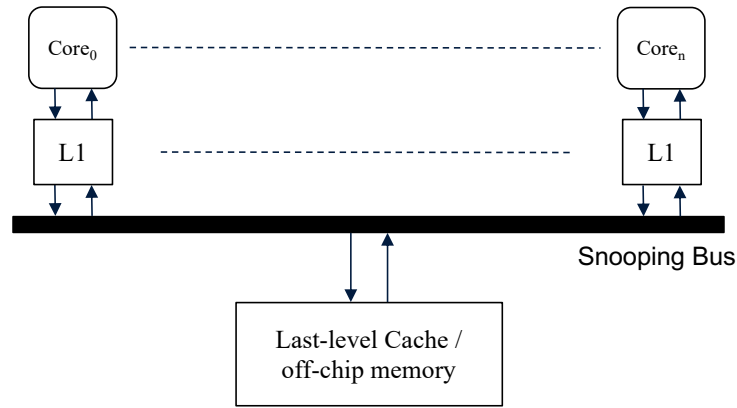 Core₀
Coreₙ
L1
L1
Snooping Bus
Last-level Cache /
off-chip memory